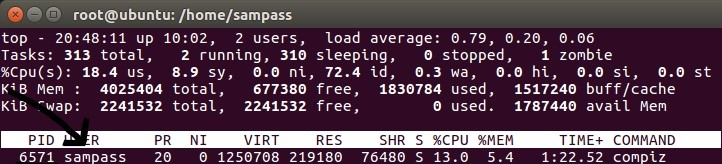 root@ubuntu: /home/sampass
top - 20:48:11 up 10:02,  2 users,  load average: 0.79, 0.20, 0.06
Tasks: 313 total,   2 running, 310 sleeping,   0 stopped,   1 zombie
%Cpu(s): 18.4 us,  8.9 sy,  0.0 ni, 72.4 id,  0.3 wa,  0.0 hi,  0.0 si,  0.0 st
KiB Mem :  4025404 total,   677380 free,  1830784 used,  1517240 buff/cache
KiB Swap:  2241532 total,  2241532 free,        0 used.  1787440 avail Mem
PID USER      PR  NI    VIRT    RES    SHR S %CPU %MEM     TIME+ COMMAND
6571 sampass   20   0 1250708 219180  76480 S 13.0  5.4   1:22.52 compiz